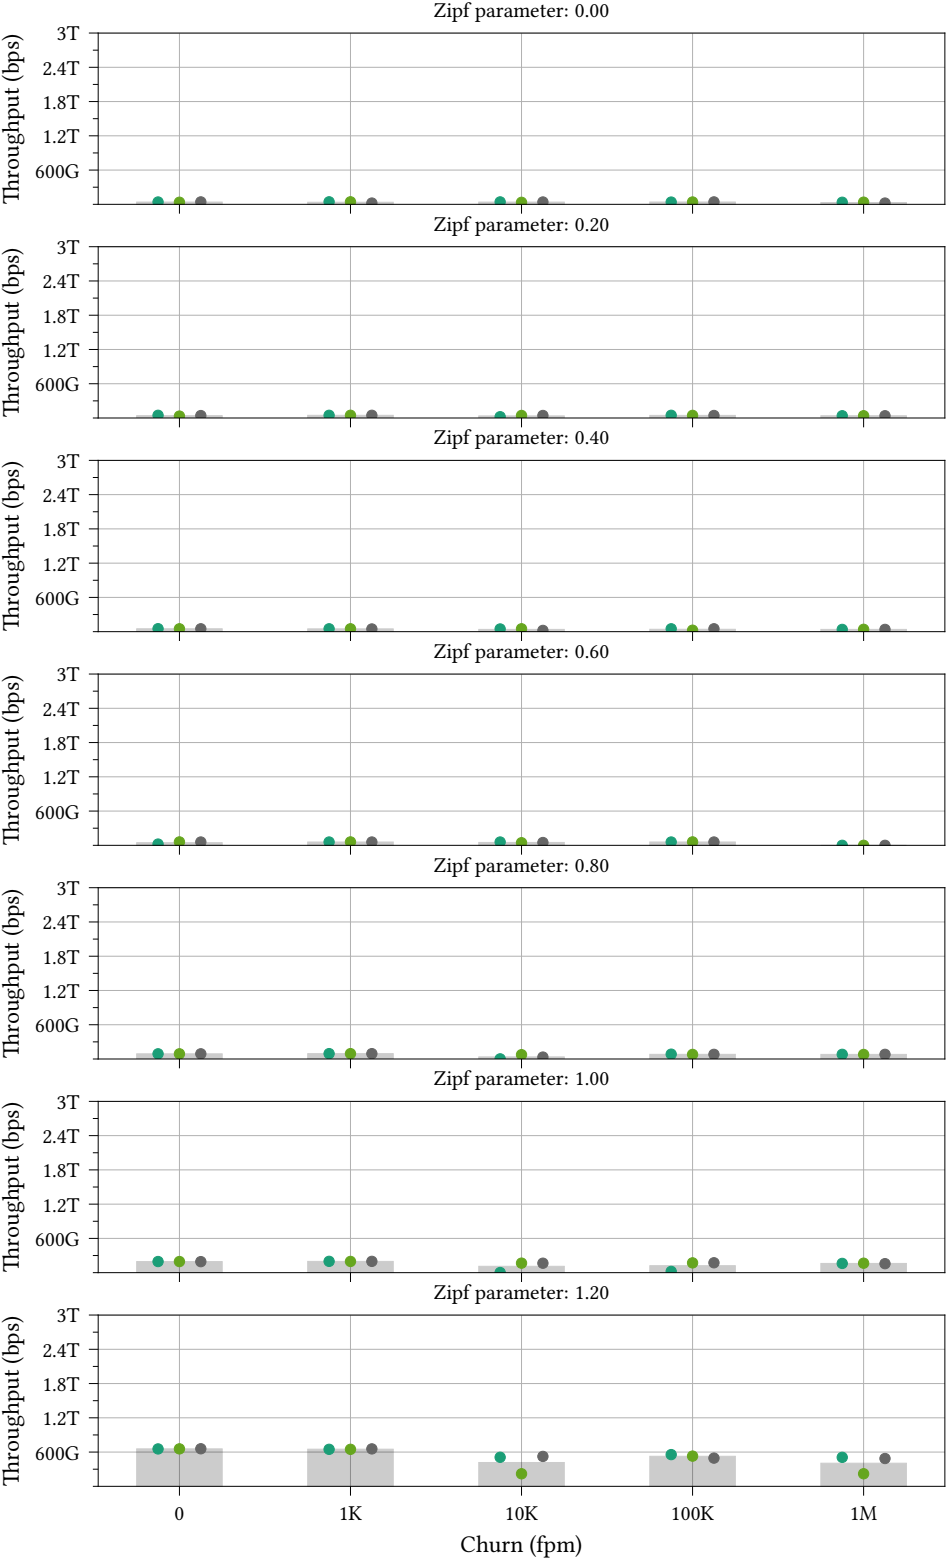 Zipf parameter: 0.00
Throughput (bps)
3T
2.4T
1.8T
1.2T
600G
Zipf parameter: 0.20
Throughput (bps)
3T
2.4T
1.8T
1.2T
600G
Zipf parameter: 0.40
Throughput (bps)
3T
2.4T
1.8T
1.2T
600G
Zipf parameter: 0.60
Throughput (bps)
3T
2.4T
1.8T
1.2T
600G
Zipf parameter: 0.80
Throughput (bps)
3T
2.4T
1.8T
1.2T
600G
Zipf parameter: 1.00
Throughput (bps)
3T
2.4T
1.8T
1.2T
600G
Zipf parameter: 1.20
Throughput (bps)
3T
2.4T
1.8T
1.2T
600G
0 1K 10K 100K 1M
Churn (fpm)